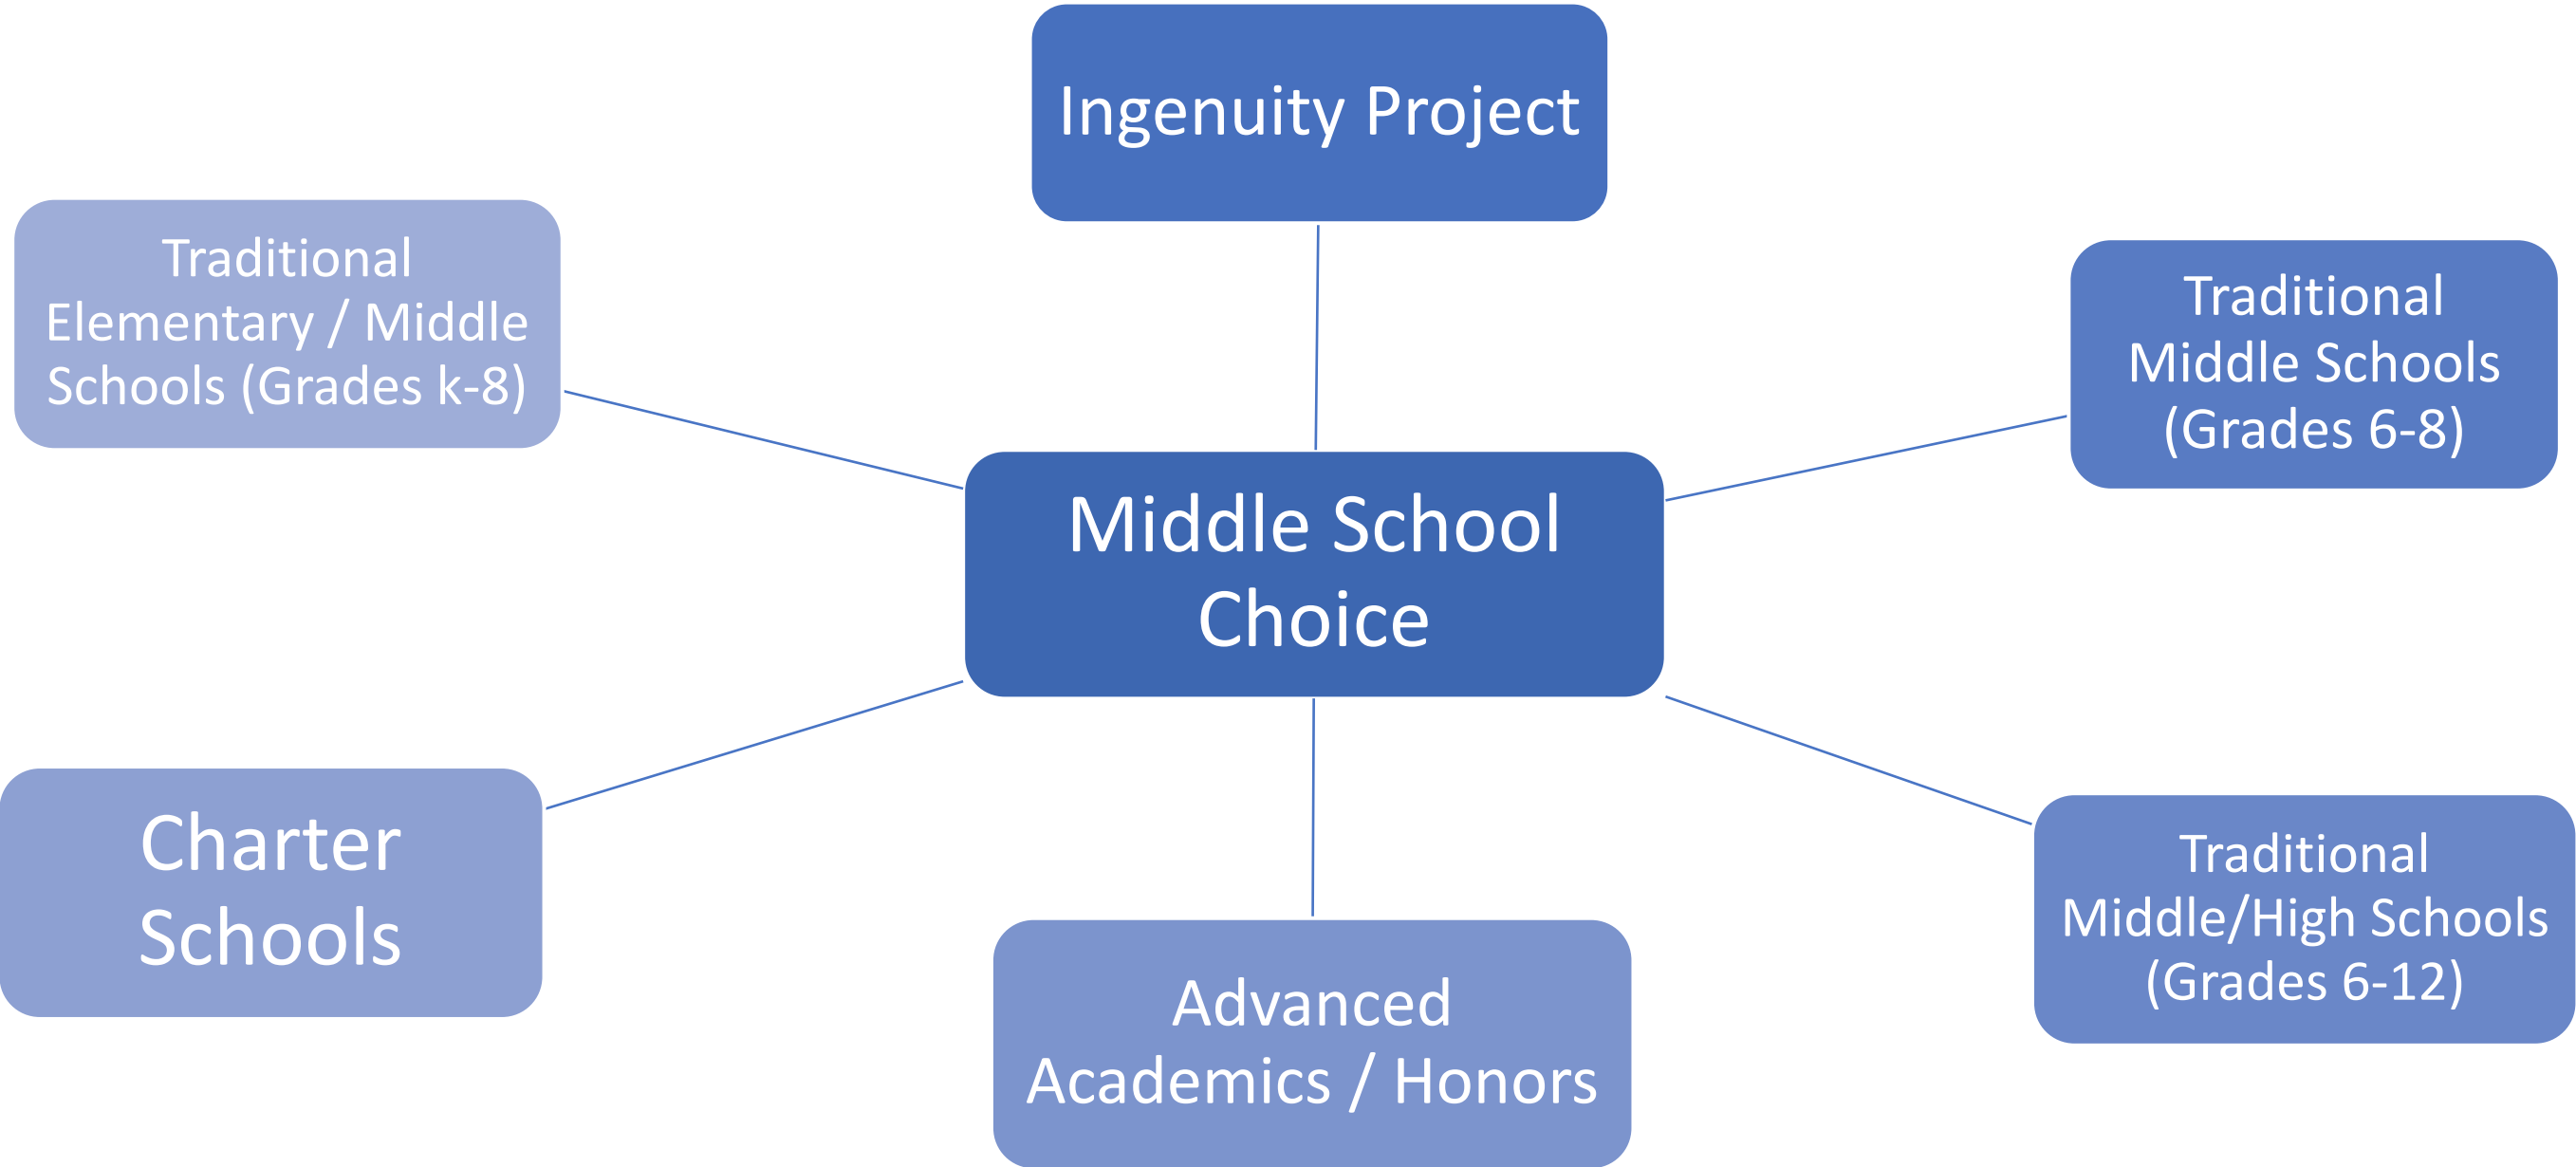 Ingenuity Project
Traditional
Elementary / Middle
Schools (Grades k-8)
Traditional
Middle Schools
(Grades 6-8)
Middle School
Choice
Charter
Schools
Traditional
Middle/High Schools
(Grades 6-12)
Advanced
Academics / Honors